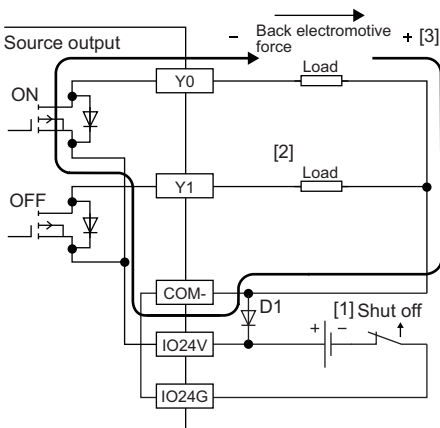 Source output
− Back electromotive force + [3]
Y0
Load
ON
[2]
Y1
Load
OFF
COM-
D1
[1] Shut off
+ −
IO24V
IO24G